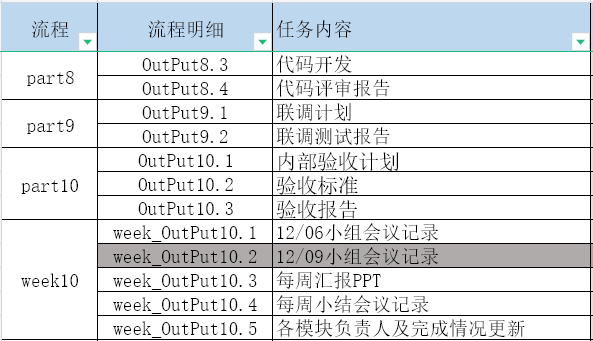 流程 流程明细 任务内容
part8 OutPut8.3 代码开发
OutPut8.4 代码评审报告
part9 OutPut9.1 联调计划
OutPut9.2 联调测试报告
OutPut10.1 内部验收计划
part10 OutPut10.2 验收标准
OutPut10.3 验收报告
week_OutPut10.1 12/06小组会议记录
week_OutPut10.2 12/09小组会议记录
week10 week_OutPut10.3 每周汇报PPT
week_OutPut10.4 每周小结会议记录
week_OutPut10.5 各模块负责人及完成情况更新